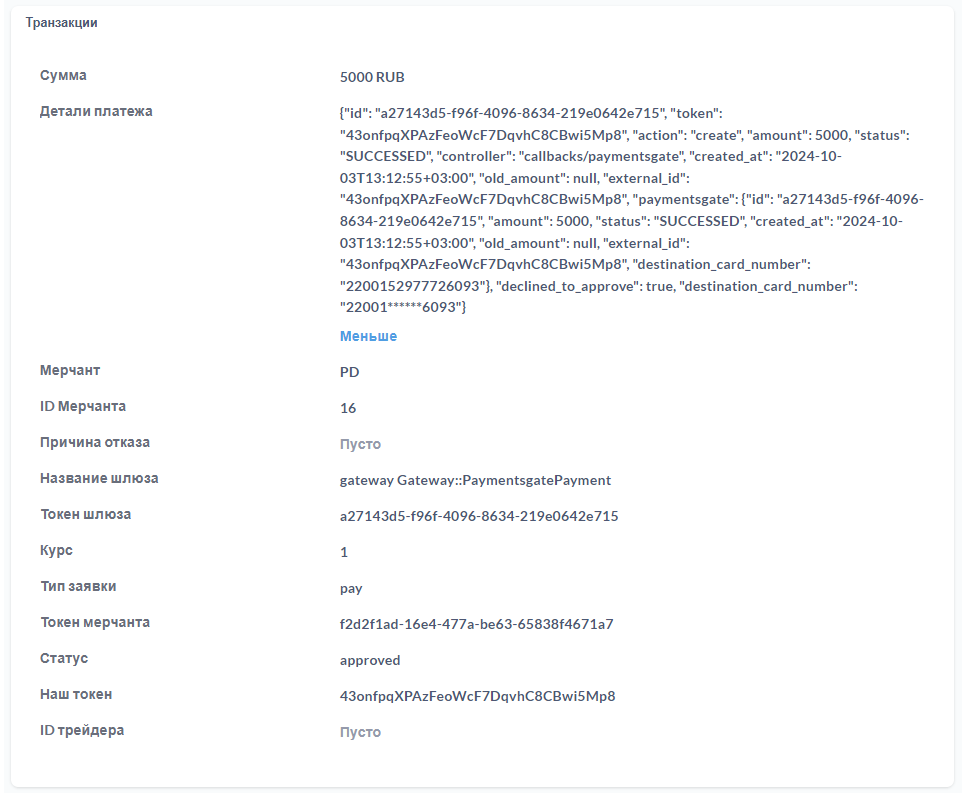 Транзакции
Сумма
5000 RUB
Детали платежа
{"id": "a27143d5-f96f-4096-8634-219e0642e715", "token":
"43onfpqXPAzFeoWcF7DqvhC8CBwi5Mp8", "action": "create", "amount": 5000, "status":
"SUCCESSED", "controller": "callbacks/paymentsgate", "created_at": "2024-10-
03T13:12:55+03:00", "old_amount": null, "external_id":
"43onfpqXPAzFeoWcF7DqvhC8CBwi5Mp8", "paymentsgate": {"id": "a27143d5-f96f-4096-
8634-219e0642e715", "amount": 5000, "status": "SUCCESSED", "created_at": "2024-10-
03T13:12:55+03:00", "old_amount": null, "external_id":
"43onfpqXPAzFeoWcF7DqvhC8CBwi5Mp8", "destination_card_number":
"2200152977726093"}, "declined_to_approve": true, "destination_card_number":
"22001******6093"}
Меньше
Мерчант
PD
ID Мерчанта
16
Причина отказа
Пусто
Название шлюза
gateway Gateway::PaymentsgatePayment
Токен шлюза
a27143d5-f96f-4096-8634-219e0642e715
Курс
1
Тип заявки
pay
Токен мерчанта
f2d2f1ad-16e4-477a-be63-65838f4671a7
Статус
approved
Наш токен
43onfpqXPAzFeoWcF7DqvhC8CBwi5Mp8
ID трейдера
Пусто